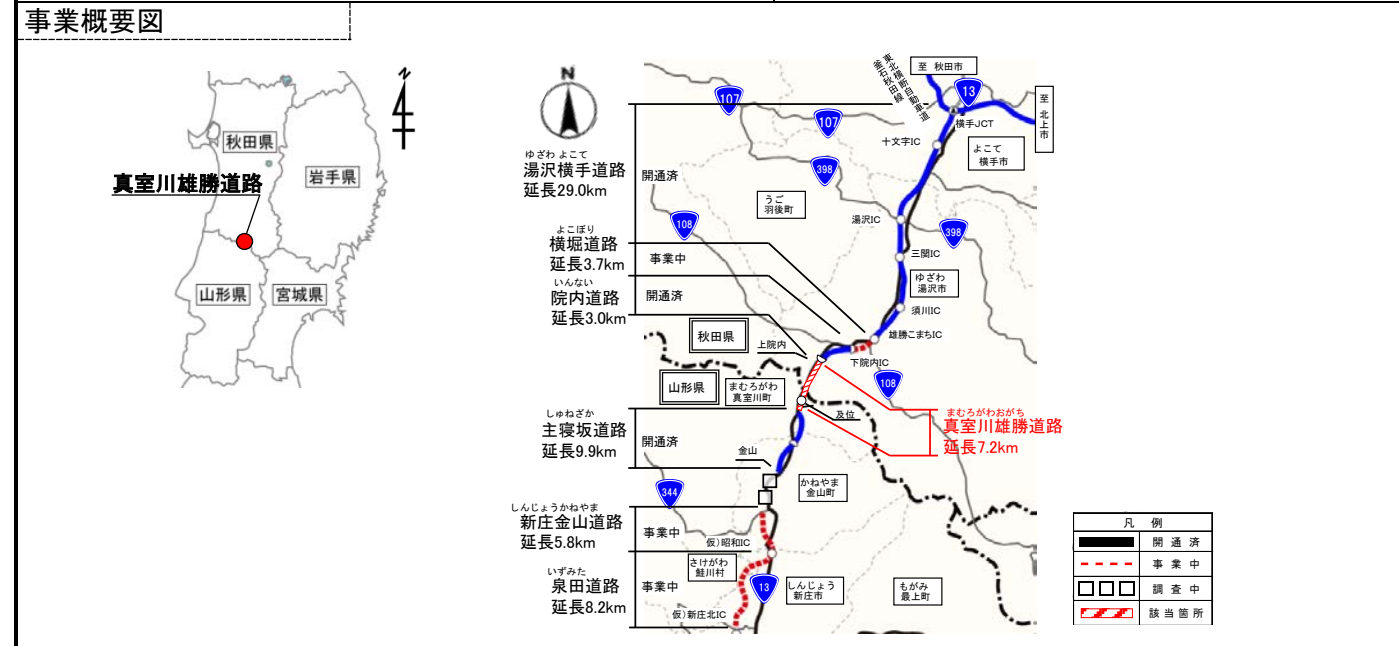 事業概要図
秋田県
岩手県
真室川雄勝道路
山形県
宮城県
N
ゆざわ よこて
湯沢横手道路
延長29.0km
開通済
よこぼり
横堀道路
延長3.7km
事業中
いんない
院内道路
延長3.0km
開通済
しゅねざか
主寝坂道路
延長9.9km
開通済
しんじょうかねやま
新庄金山道路
延長5.8km
事業中
いずみた
泉田道路
延長8.2km
事業中
東北横断自動車道
釜石秋田線
至 秋田市
13
至 北上市
107
107
横手JCT
十文字IC
よこて
横手市
398
うご
羽後町
108
湯沢IC
398
三関IC
ゆざわ
湯沢市
須川IC
雄勝こまちIC
秋田県
上院内
下院内IC
山形県
まむろがわ
真室川町
108
及位
まむろがわおがち
真室川雄勝道路
延長7.2km
金山
かねやま
金山町
344
仮)昭和IC
さけがわ
鮭川村
13
しんじょう
新庄市
もがみ
最上町
仮)新庄北IC
凡 例
開 通 済
事 業 中
調 査 中
該 当 箇 所